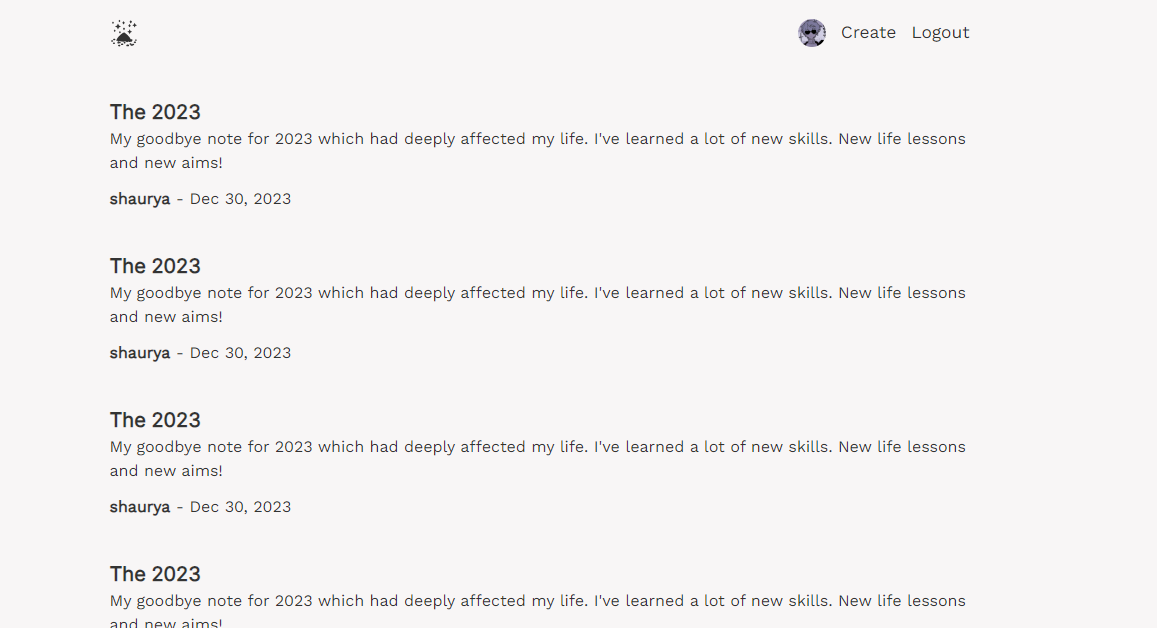 Create Logout
The 2023
My goodbye note for 2023 which had deeply affected my life. I've learned a lot of new skills. New life lessons
and new aims!
shaurya - Dec 30, 2023
The 2023
My goodbye note for 2023 which had deeply affected my life. I've learned a lot of new skills. New life lessons
and new aims!
shaurya - Dec 30, 2023
The 2023
My goodbye note for 2023 which had deeply affected my life. I've learned a lot of new skills. New life lessons
and new aims!
shaurya - Dec 30, 2023
The 2023
My goodbye note for 2023 which had deeply affected my life. I've learned a lot of new skills. New life lessons
and new aims!